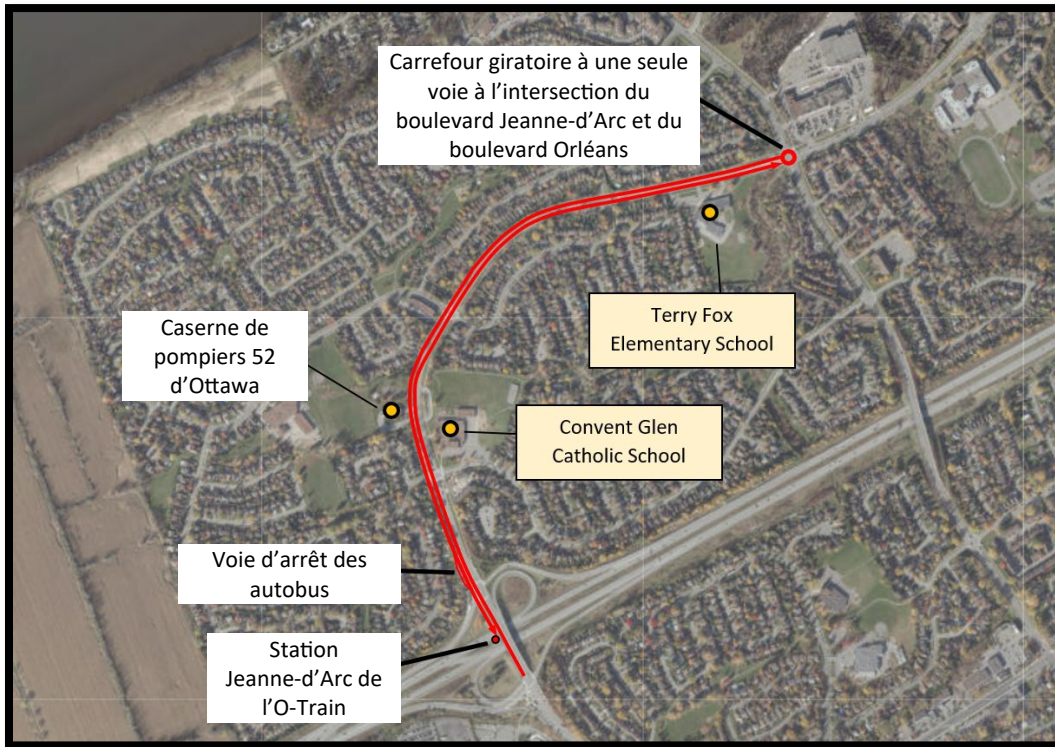 Carrefour giratoire à une seule
voie à l’intersection du
boulevard Jeanne-d’Arc et du
boulevard Orléans
Terry Fox
Elementary School
Caserne de
pompiers 52
d’Ottawa
Convent Glen
Catholic School
Voie d’arrêt des
autobus
Station
Jeanne-d’Arc de
l’O-Train